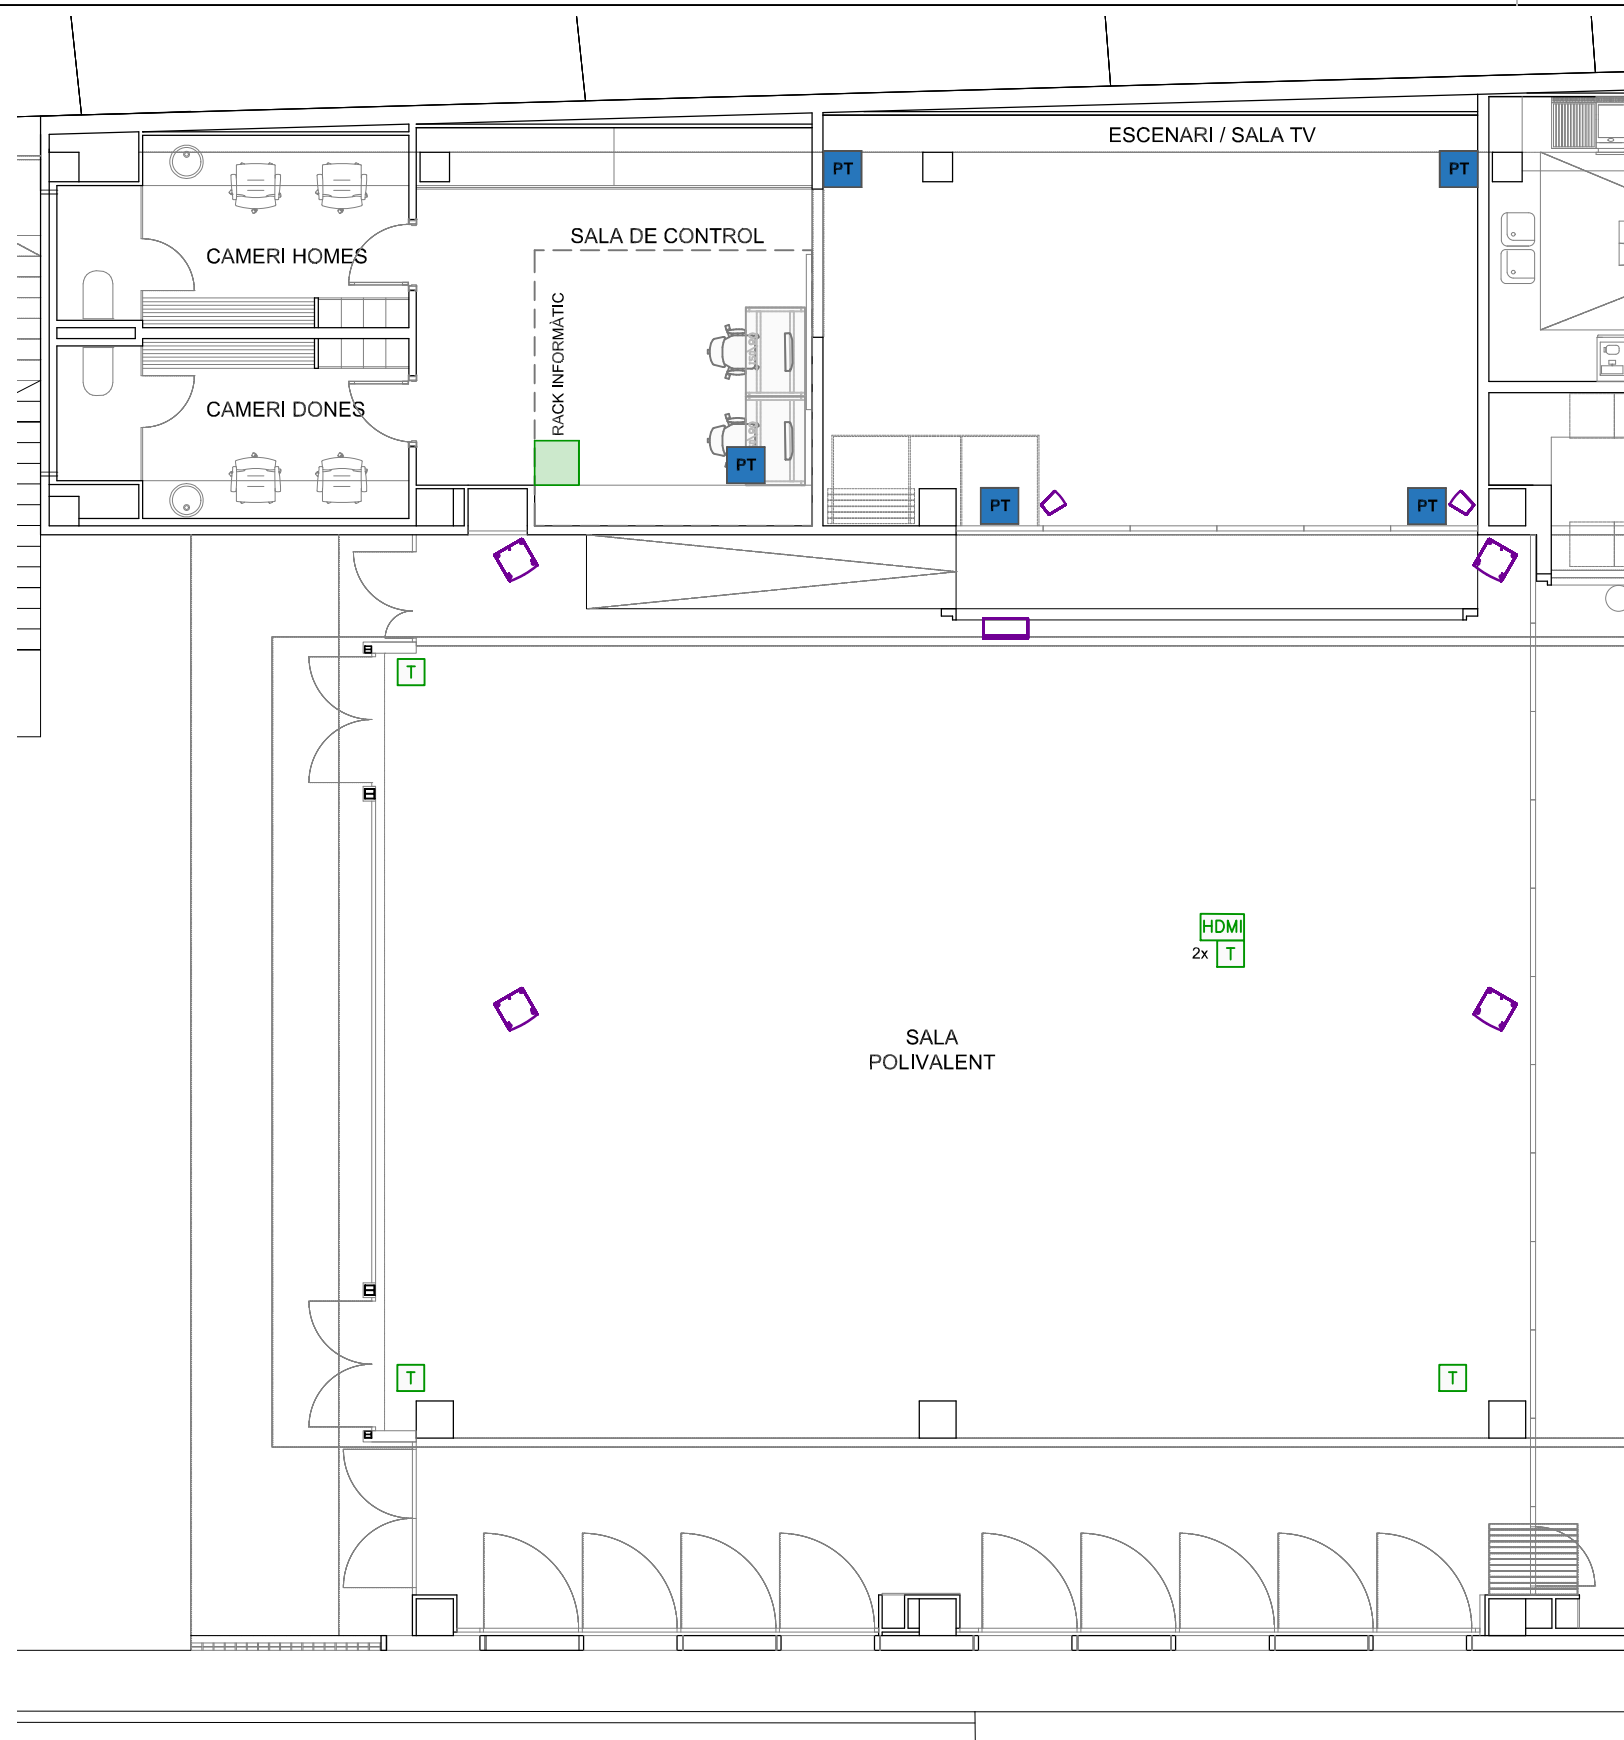 ESCENARI / SALA TV
PT
PT
SALA DE CONTROL
CAMERI HOMES
RACK INFORMÀTIC
CAMERI DONES
PT
PT
PT
T
HDMI
2x T
SALA
POLIVALENT
T
T